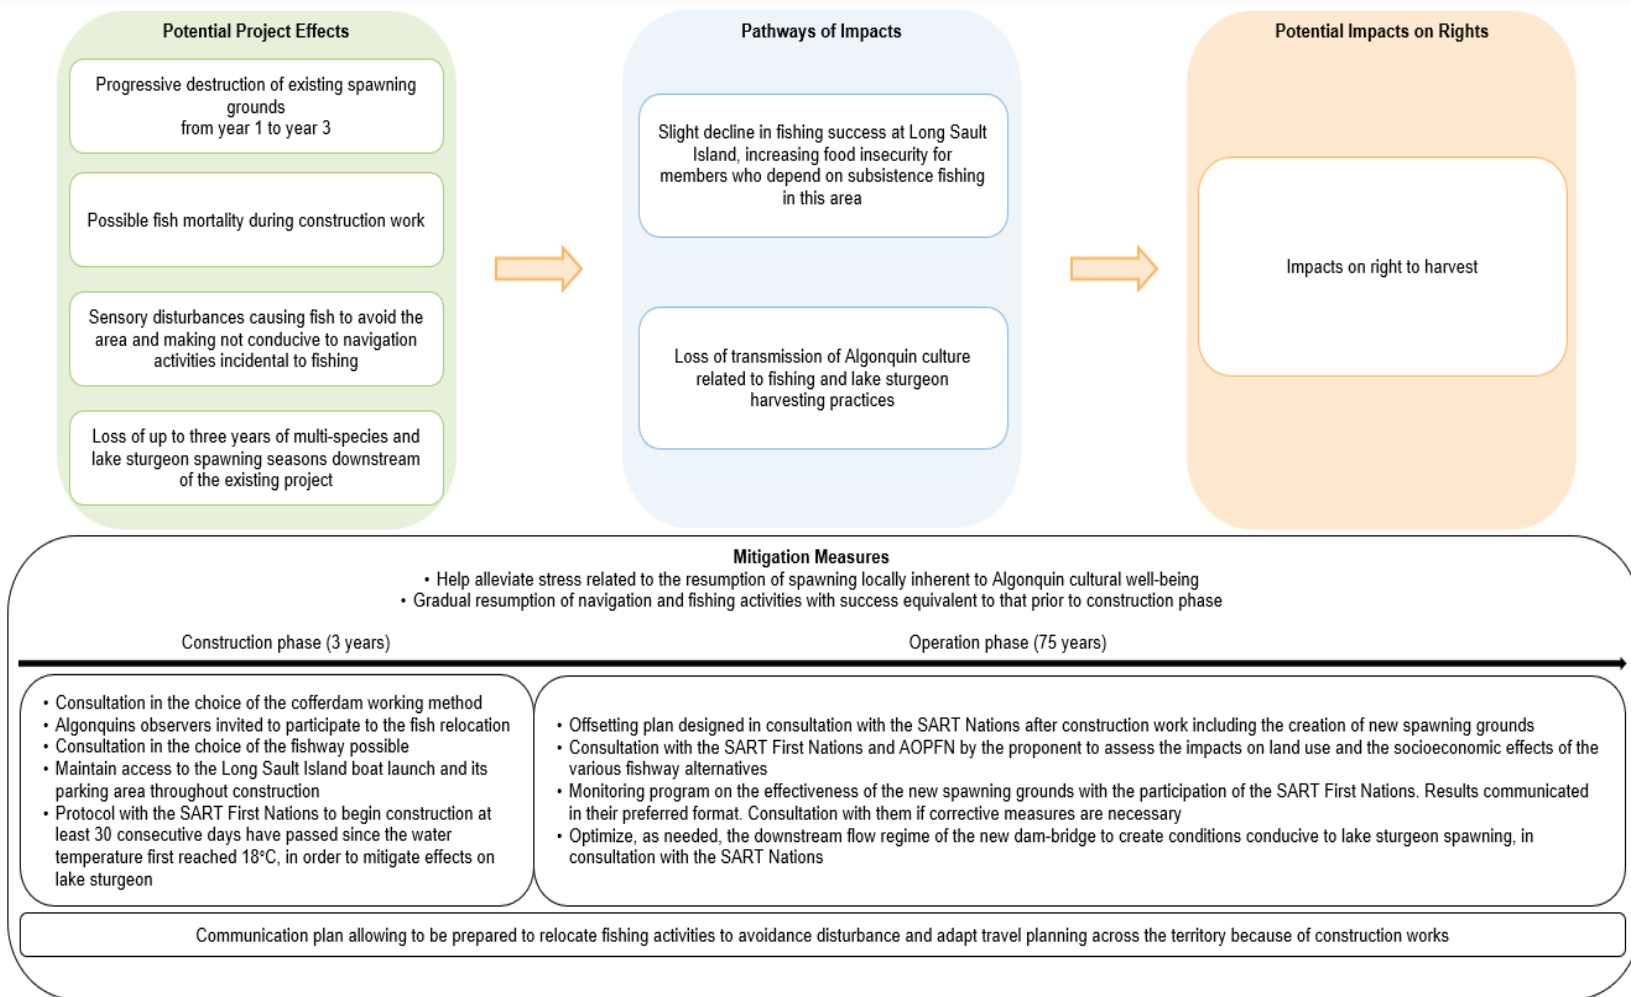 Potential Project Effects
Progressive destruction of existing spawning
grounds
from year 1 to year 3
Possible fish mortality during construction work
Sensory disturbances causing fish to avoid the
area and making not conducive to navigation
activities incidental to fishing
Loss of up to three years of multi-species and
lake sturgeon spawning seasons downstream
of the existing project
Pathways of Impacts
Slight decline in fishing success at Long Sault
Island, increasing food insecurity for
members who depend on subsistence fishing
in this area
Loss of transmission of Algonquin culture
related to fishing and lake sturgeon
harvesting practices
Potential Impacts on Rights
Impacts on right to harvest
Mitigation Measures
• Help alleviate stress related to the resumption of spawning locally inherent to Algonquin cultural well-being
• Gradual resumption of navigation and fishing activities with success equivalent to that prior to construction phase
Construction phase (3 years)
Operation phase (75 years)
• Consultation in the choice of the cofferdam working method
• Algonquins observers invited to participate to the fish relocation
• Consultation in the choice of the fishway possible
• Maintain access to the Long Sault Island boat launch and its
parking area throughout construction
• Protocol with the SART First Nations to begin construction at
least 30 consecutive days have passed since the water
temperature first reached 18°C, in order to mitigate effects on
lake sturgeon
• Offsetting plan designed in consultation with the SART Nations after construction work including the creation of new spawning grounds
• Consultation with the SART First Nations and AOPFN by the proponent to assess the impacts on land use and the socioeconomic effects of the
various fishway alternatives
• Monitoring program on the effectiveness of the new spawning grounds with the participation of the SART First Nations. Results communicated
in their preferred format. Consultation with them if corrective measures are necessary
• Optimize, as needed, the downstream flow regime of the new dam-bridge to create conditions conducive to lake sturgeon spawning, in
consultation with the SART Nations
Communication plan allowing to be prepared to relocate fishing activities to avoidance disturbance and adapt travel planning across the territory because of construction works